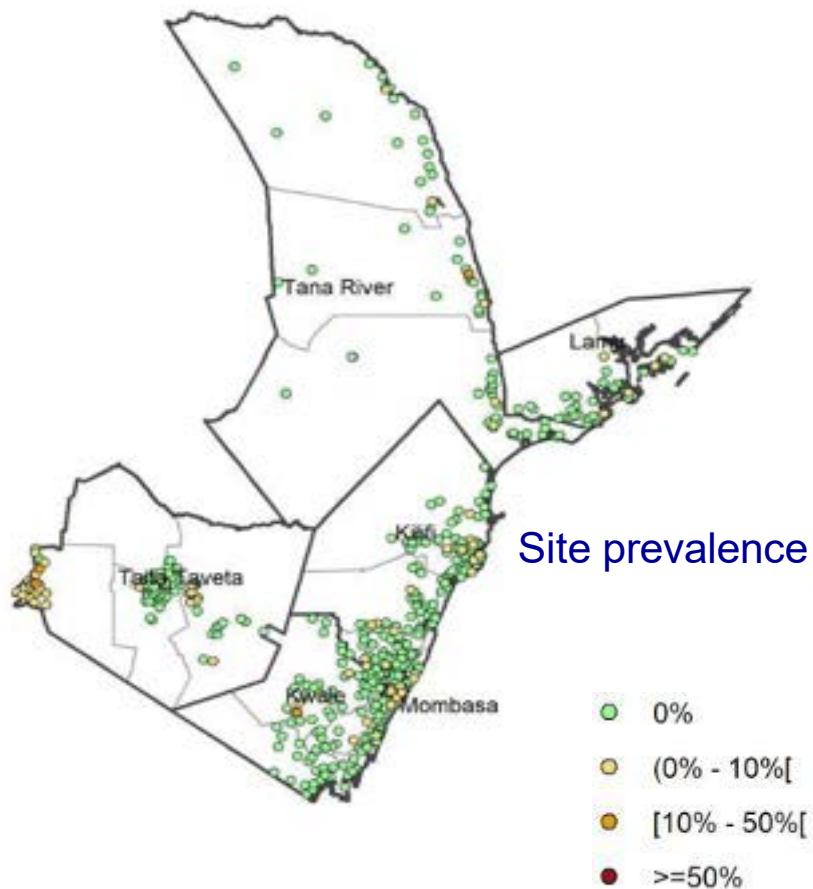 Tana River
Lamu
Kilifi
Site prevalence
Taita Taveta
Kwale
Mombasa
0%
(0% - 10%[
[10% - 50%[
>=50%